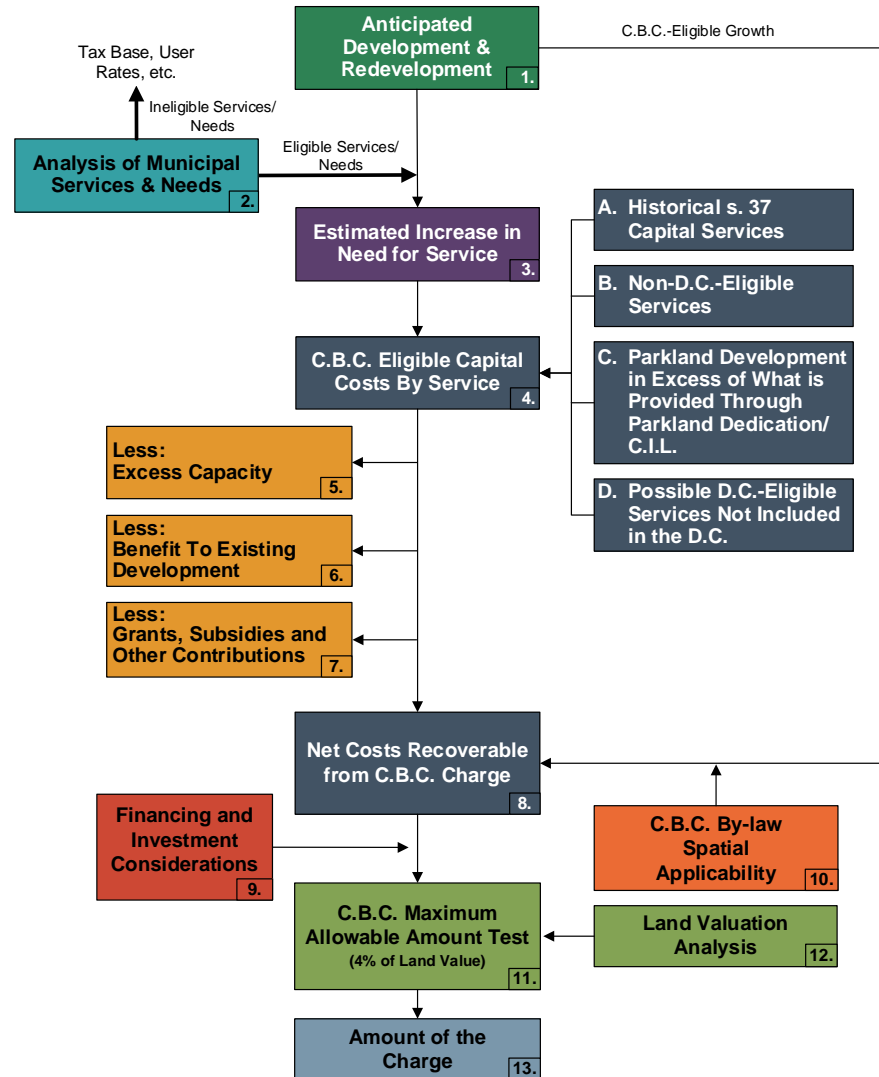 Anticipated
Development &
Redevelopment
1.
C.B.C.-Eligible Growth
Tax Base, User
Rates, etc.
Ineligible Services/
Needs
Analysis of Municipal
Services & Needs
2.
Eligible Services/
Needs
Estimated Increase in
Need for Service
3.
C.B.C. Eligible Capital
Costs By Service
4.
A. Historical s. 37
Capital Services
B. Non-D.C.-Eligible
Services
C. Parkland Development
in Excess of What is
Provided Through
Parkland Dedication/
C.I.L.
D. Possible D.C.-Eligible
Services Not Included
in the D.C.
Less:
Excess Capacity
5.
Less:
Benefit To Existing
Development
6.
Less:
Grants, Subsidies and
Other Contributions
7.
Net Costs Recoverable
from C.B.C. Charge
8.
Financing and
Investment
Considerations
9.
C.B.C. By-law
Spatial
Applicability
10.
C.B.C. Maximum
Allowable Amount Test
(4% of Land Value)
11.
Land Valuation
Analysis
12.
Amount of the
Charge
13.